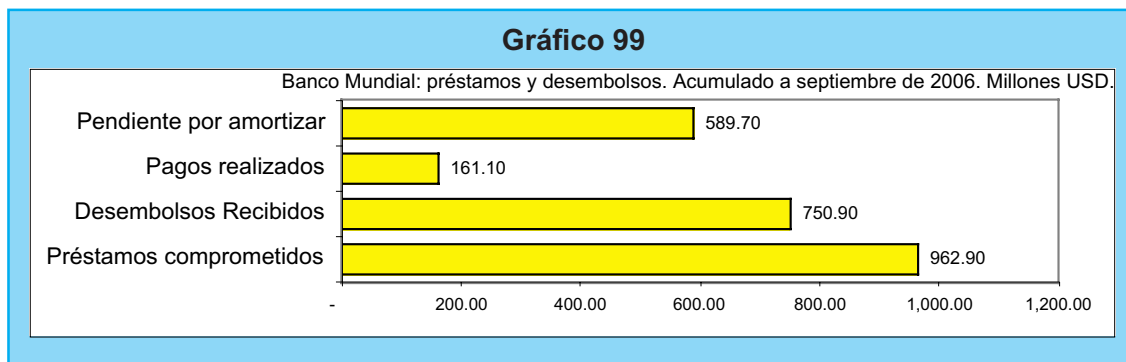 Gráfico 99
Banco Mundial: préstamos y desembolsos. Acumulado a septiembre de 2006. Millones USD.
Pendiente por amortizar 589.70
Pagos realizados 161.10
Desembolsos Recibidos 750.90
Préstamos comprometidos 962.90
- 200.00 400.00 600.00 800.00 1,000.00 1,200.00